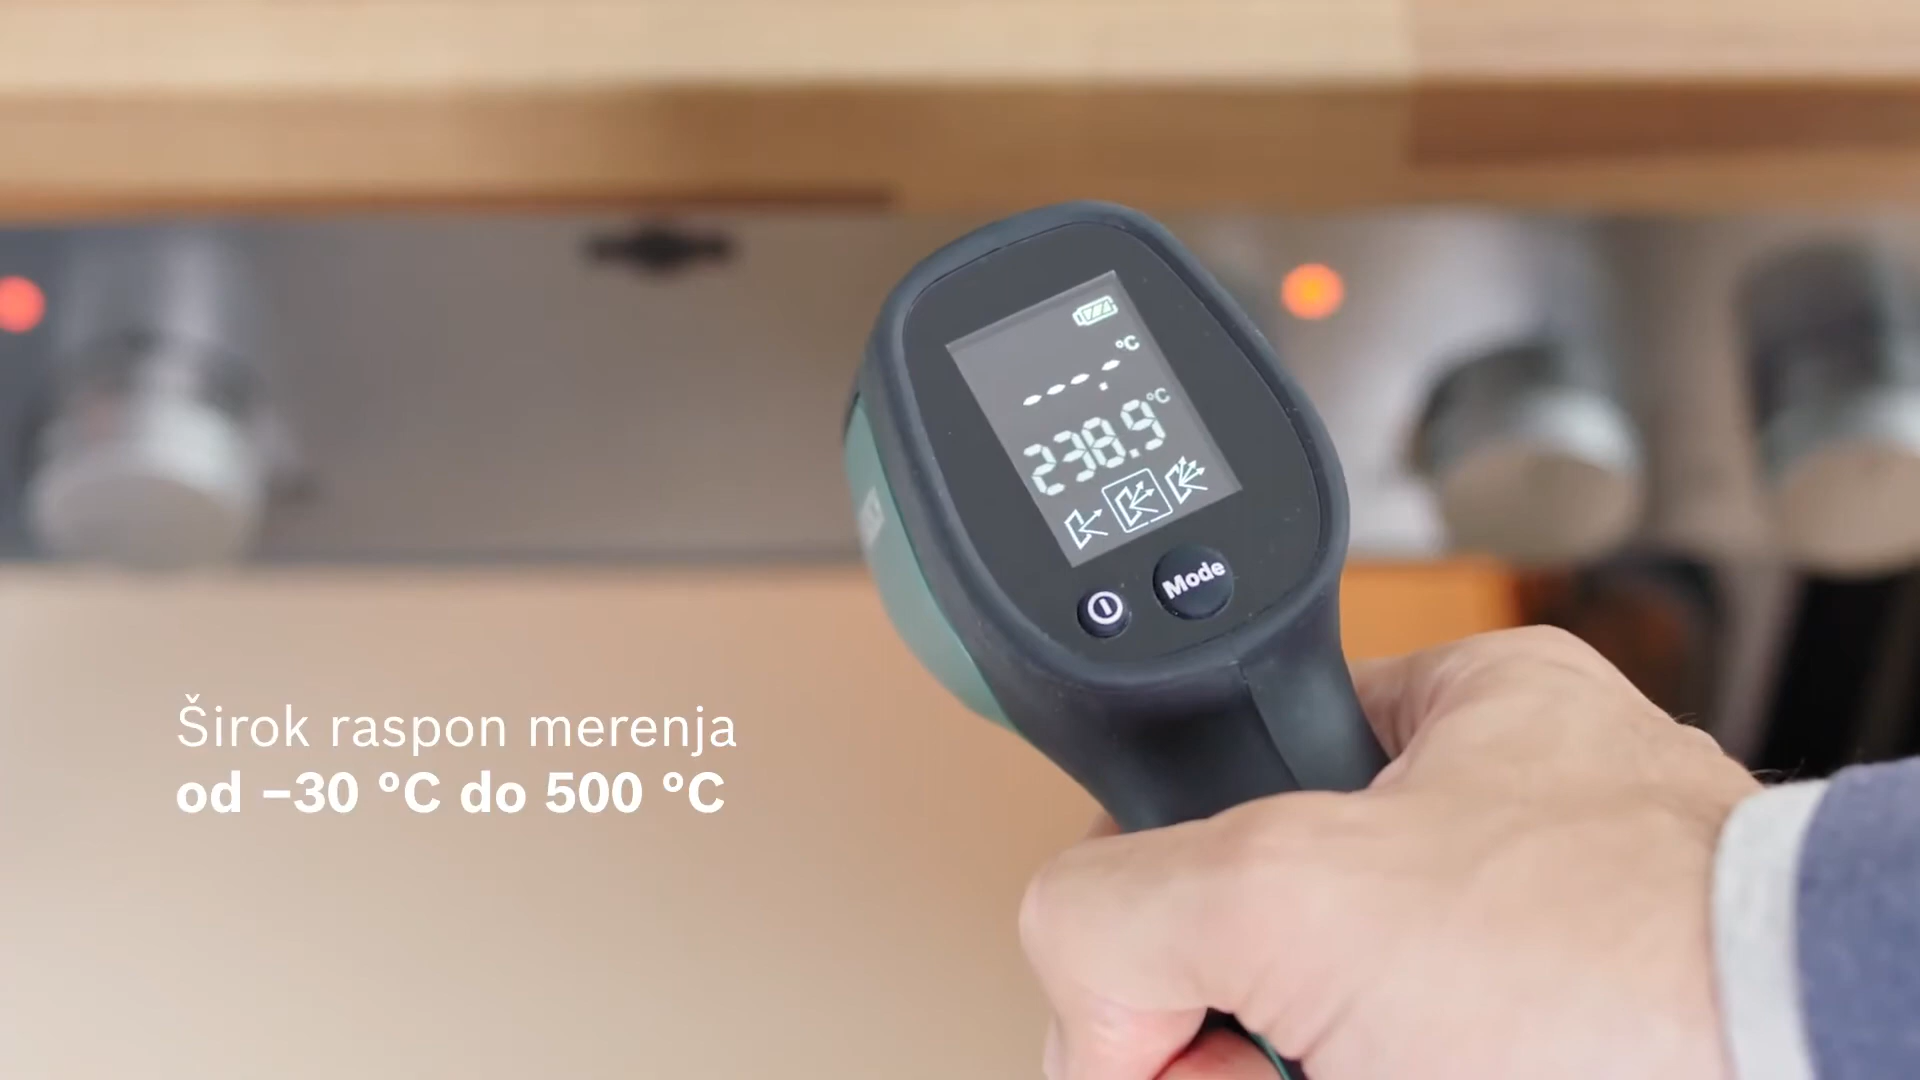 °C
---.-
238.9 °C
Mode
Širok raspon merenja
od –30 °C do 500 °C